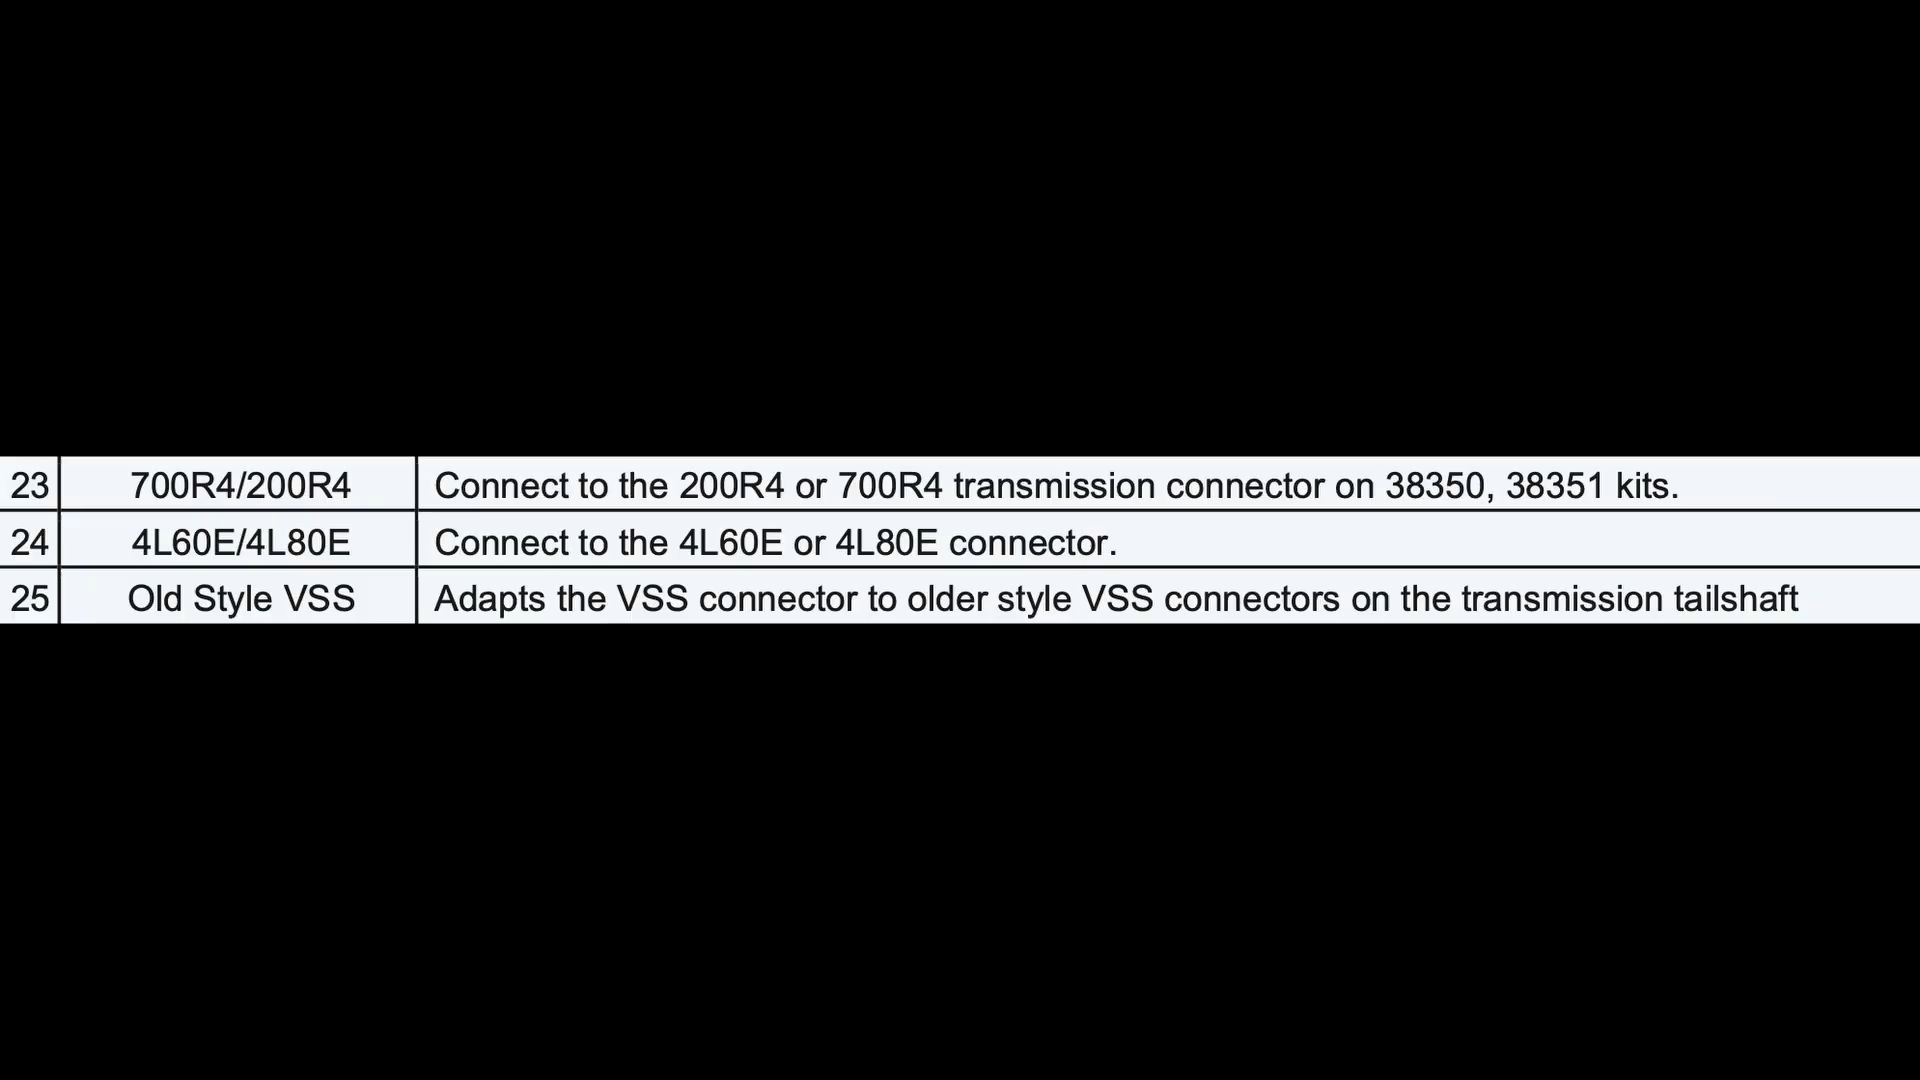 23 700R4/200R4 Connect to the 200R4 or 700R4 transmission connector on 38350, 38351 kits.
24 4L60E/4L80E Connect to the 4L60E or 4L80E connector.
25 Old Style VSS Adapts the VSS connector to older style VSS connectors on the transmission tailshaft